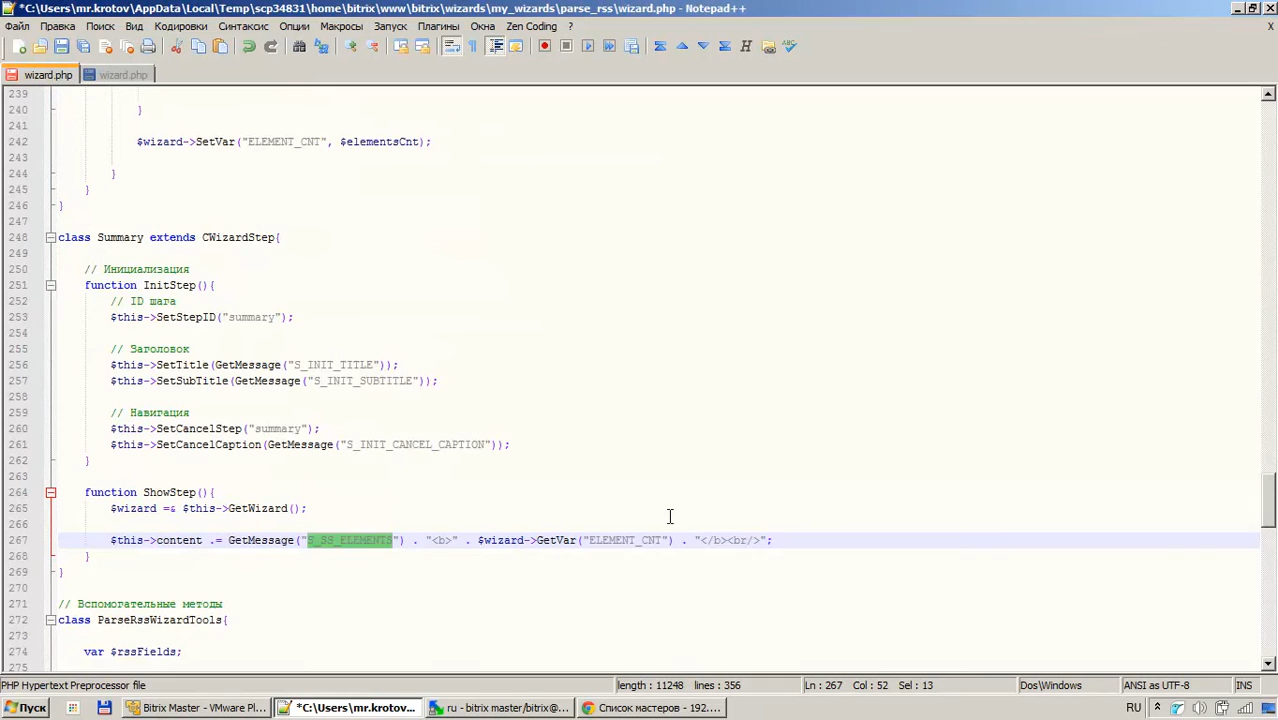 *C:\Users\mr.krotov\AppData\Local\Temp\scp34831\home\bitrix\www\bitrix\wizards\my_wizards\parse_rss\wizard.php - Notepad++
Файл Правка Поиск Вид Кодировки Синтаксис Опции Макросы Запуск Плагины Окна Zen Coding ? X
wizard.php wizard.php
239
240 }
241
242 $wizard->SetVar("ELEMENT_CNT", $elementsCnt);
243
244 }
245 }
246 }
247
248 class Summary extends CWizardStep{
249
250 // Инициализация
251 function InitStep(){
252 // ID шага
253 $this->SetStepID("summary");
254
255 // Заголовок
256 $this->SetTitle(GetMessage("S_INIT_TITLE"));
257 $this->SetSubTitle(GetMessage("S_INIT_SUBTITLE"));
258
259 // Навигация
260 $this->SetCancelStep("summary");
261 $this->SetCancelCaption(GetMessage("S_INIT_CANCEL_CAPTION"));
262 }
263
264 function ShowStep(){
265 $wizard =& $this->GetWizard();
266
267 $this->content .= GetMessage("S_SS_ELEMENTS") . "<b>" . $wizard->GetVar("ELEMENT_CNT") . "</b><br/>";
268 }
269 }
270
271 // Вспомогательные методы
272 class ParseRssWizardTools{
273
274 var $rssFields;
275
PHP Hypertext Preprocessor file length : 11248 lines : 356 Ln : 267 Col : 52 Sel : 13 Dos\Windows ANSI as UTF-8 INS
Пуск Bitrix Master - VMware Pl... *C:\Users\mr.krotov... ru - bitrix master/bitrix@... Список мастеров - 192.... RU 16:28